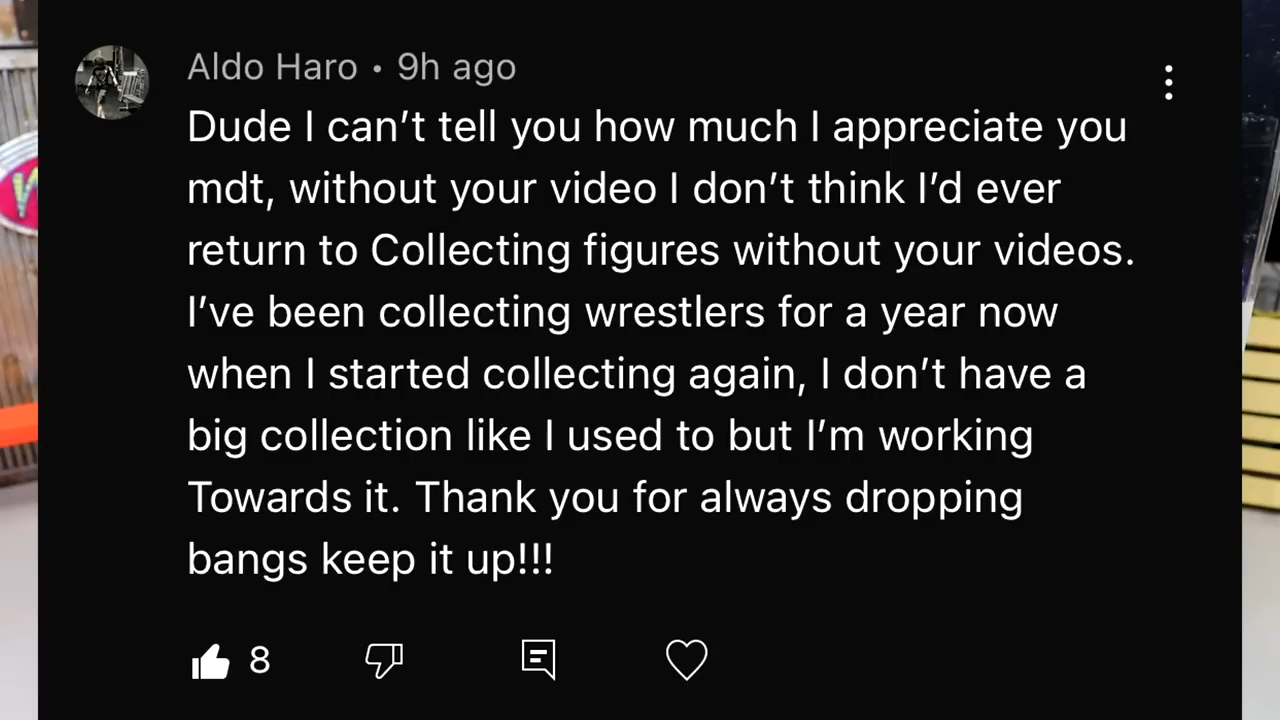 Aldo Haro • 9h ago
Dude I can’t tell you how much I appreciate you
mdt, without your video I don’t think I’d ever
return to Collecting figures without your videos.
I’ve been collecting wrestlers for a year now
when I started collecting again, I don’t have a
big collection like I used to but I’m working
Towards it. Thank you for always dropping
bangs keep it up!!!
8